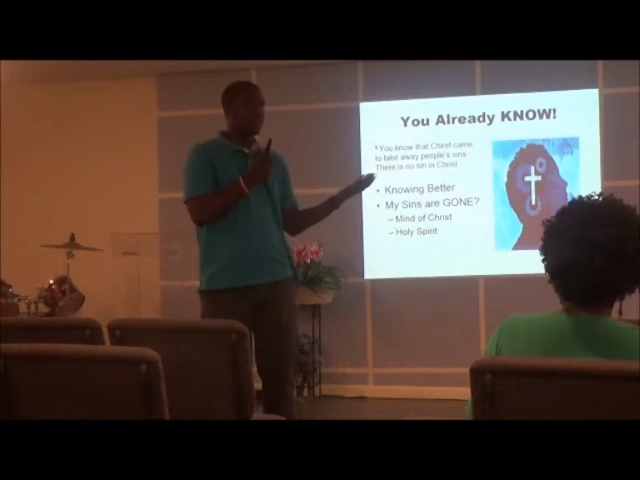 You Already KNOW!
5 You know that Christ came
to take away people's sins
There is no sin in Christ
• Knowing Better
• My Sins are GONE?
– Mind of Christ
– Holy Spirit